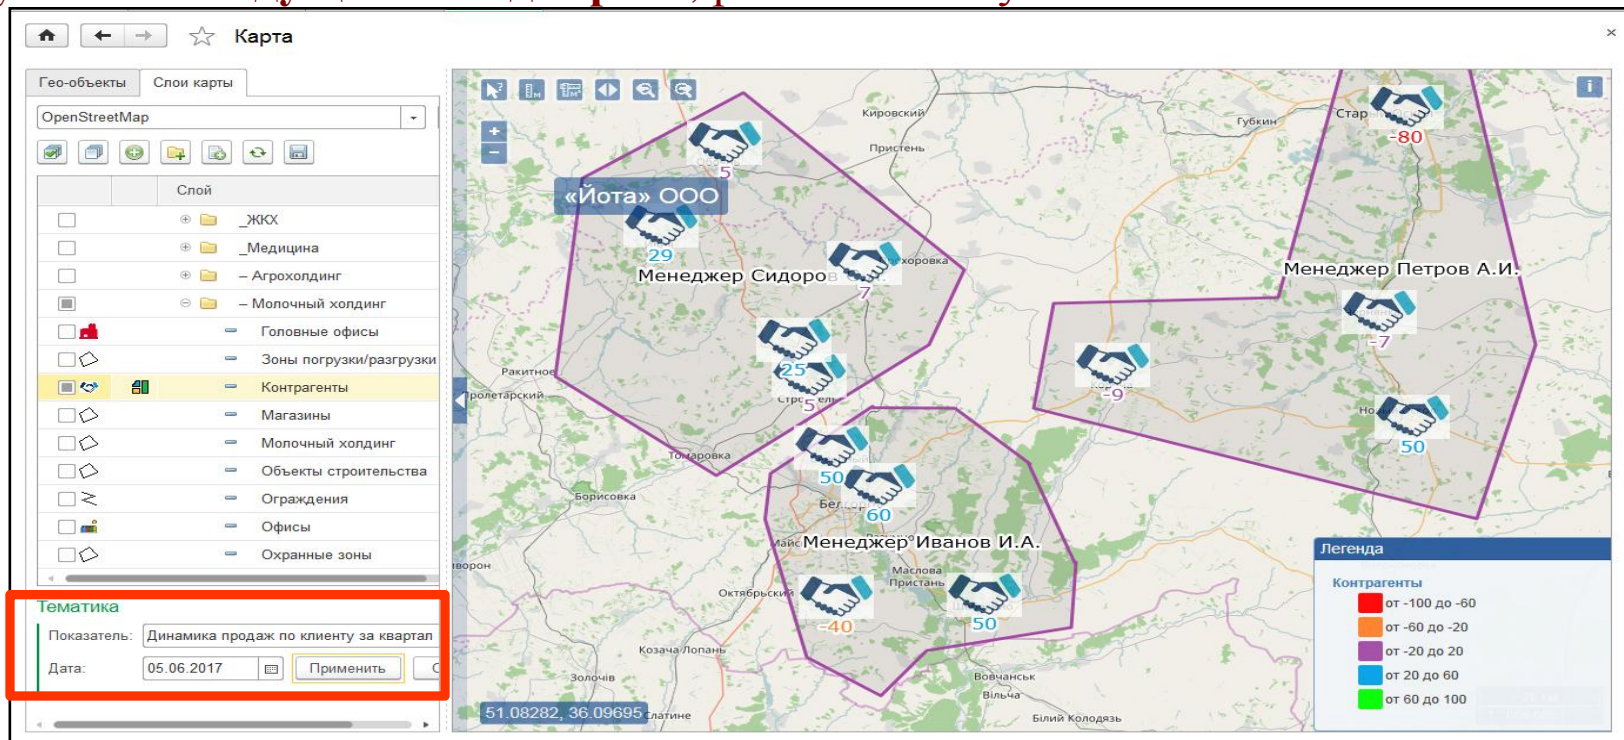 Карта
×
Гео-объекты
Слои карты
OpenStreetMap
Слой
_ЖКХ
_Медицина
– Агрохолдинг
– Молочный холдинг
Головные офисы
Зоны погрузки/разгрузки
Контрагенты
Магазины
Молочный холдинг
Объекты строительства
Ограждения
Офисы
Охранные зоны
Тематика
Показатель:
Динамика продаж по клиенту за квартал
Дата:
05.06.2017
Применить
Кировский
Пристень
Губкин
-80
5
«Йота» ООО
29
Менеджер Сидоров
7
Менеджер Петров А.И.
-7
25
5
-9
50
Ракитное
Томаровка
Борисовка
50
60
Менеджер Иванов И.А.
Маслова
Пристань
Октябрьский
-40
50
Козача Лопань
Золочів
Вовчанськ
Вільча
Білий Колодязь
51.08282, 36.09695
Легенда
Контрагенты
от -100 до -60
от -60 до -20
от -20 до 20
от 20 до 60
от 60 до 100